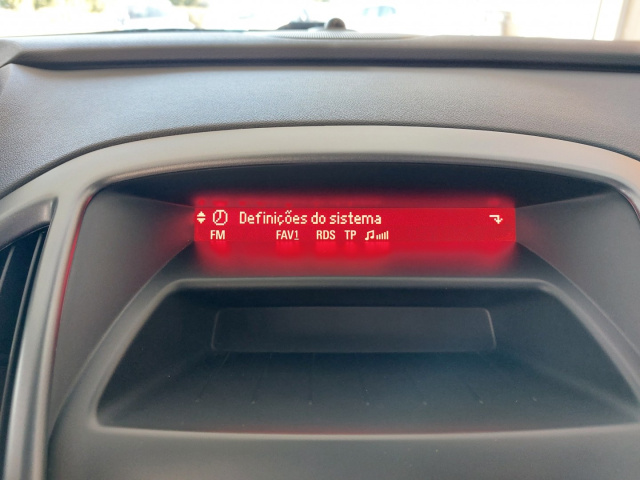 Definições do sistema
FM FAV1 RDS TP